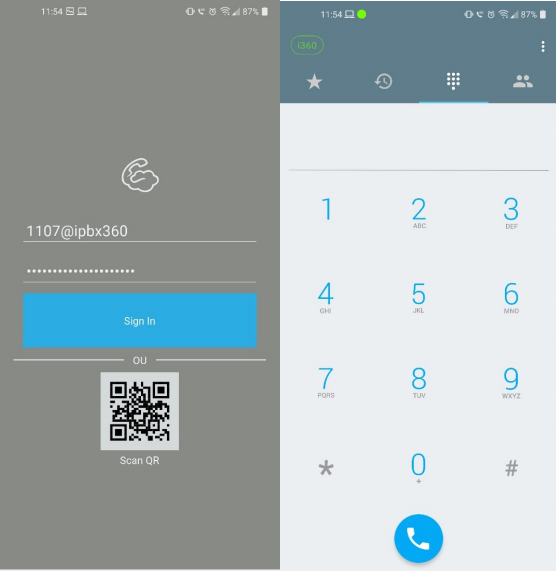 11:54
87%
1107@ipbx360
•••••••••••••••••••••
Sign In
OU
Scan QR
11:54
87%
i360
1
2
ABC
3
DEF
4
GHI
5
JKL
6
MNO
7
PQRS
8
TUV
9
WXYZ
*
0
+
#